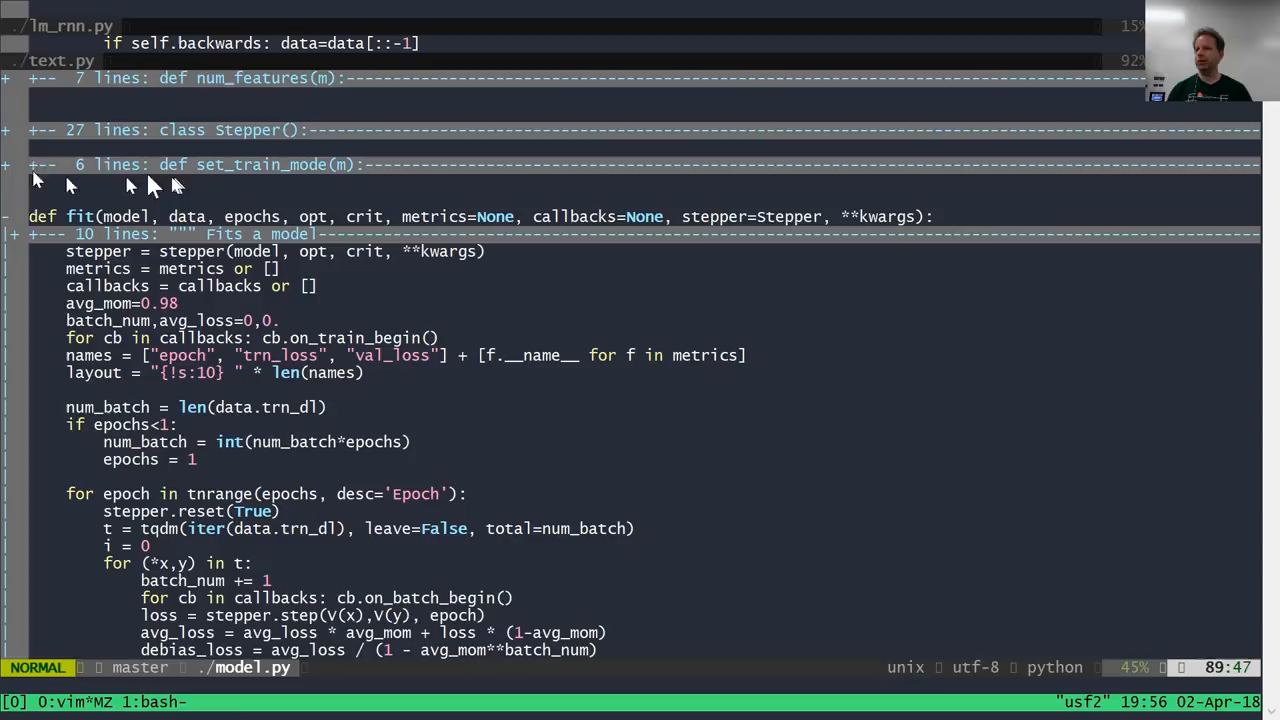 ./lm_rnn.py 15%
if self.backwards: data=data[::-1]
./text.py 92%
+ +-- 7 lines: def num_features(m):---
+ +-- 27 lines: class Stepper():---
+ +-- 6 lines: def set_train_mode(m):---
- def fit(model, data, epochs, opt, crit, metrics=None, callbacks=None, stepper=Stepper, **kwargs):
|+ +--- 10 lines: """ Fits a model---
stepper = stepper(model, opt, crit, **kwargs)
metrics = metrics or []
callbacks = callbacks or []
avg_mom=0.98
batch_num,avg_loss=0,0.
for cb in callbacks: cb.on_train_begin()
names = ["epoch", "trn_loss", "val_loss"] + [f.__name__ for f in metrics]
layout = "{!s:10} " * len(names)
num_batch = len(data.trn_dl)
if epochs<1:
num_batch = int(num_batch*epochs)
epochs = 1
for epoch in tnrange(epochs, desc='Epoch'):
stepper.reset(True)
t = tqdm(iter(data.trn_dl), leave=False, total=num_batch)
i = 0
for (*x,y) in t:
batch_num += 1
for cb in callbacks: cb.on_batch_begin()
loss = stepper.step(V(x),V(y), epoch)
avg_loss = avg_loss * avg_mom + loss * (1-avg_mom)
debias_loss = avg_loss / (1 - avg_mom**batch_num)
NORMAL master ./model.py unix utf-8 python 45% 89:47
[0] 0:vim*MZ 1:bash- "usf2" 19:56 02-Apr-18